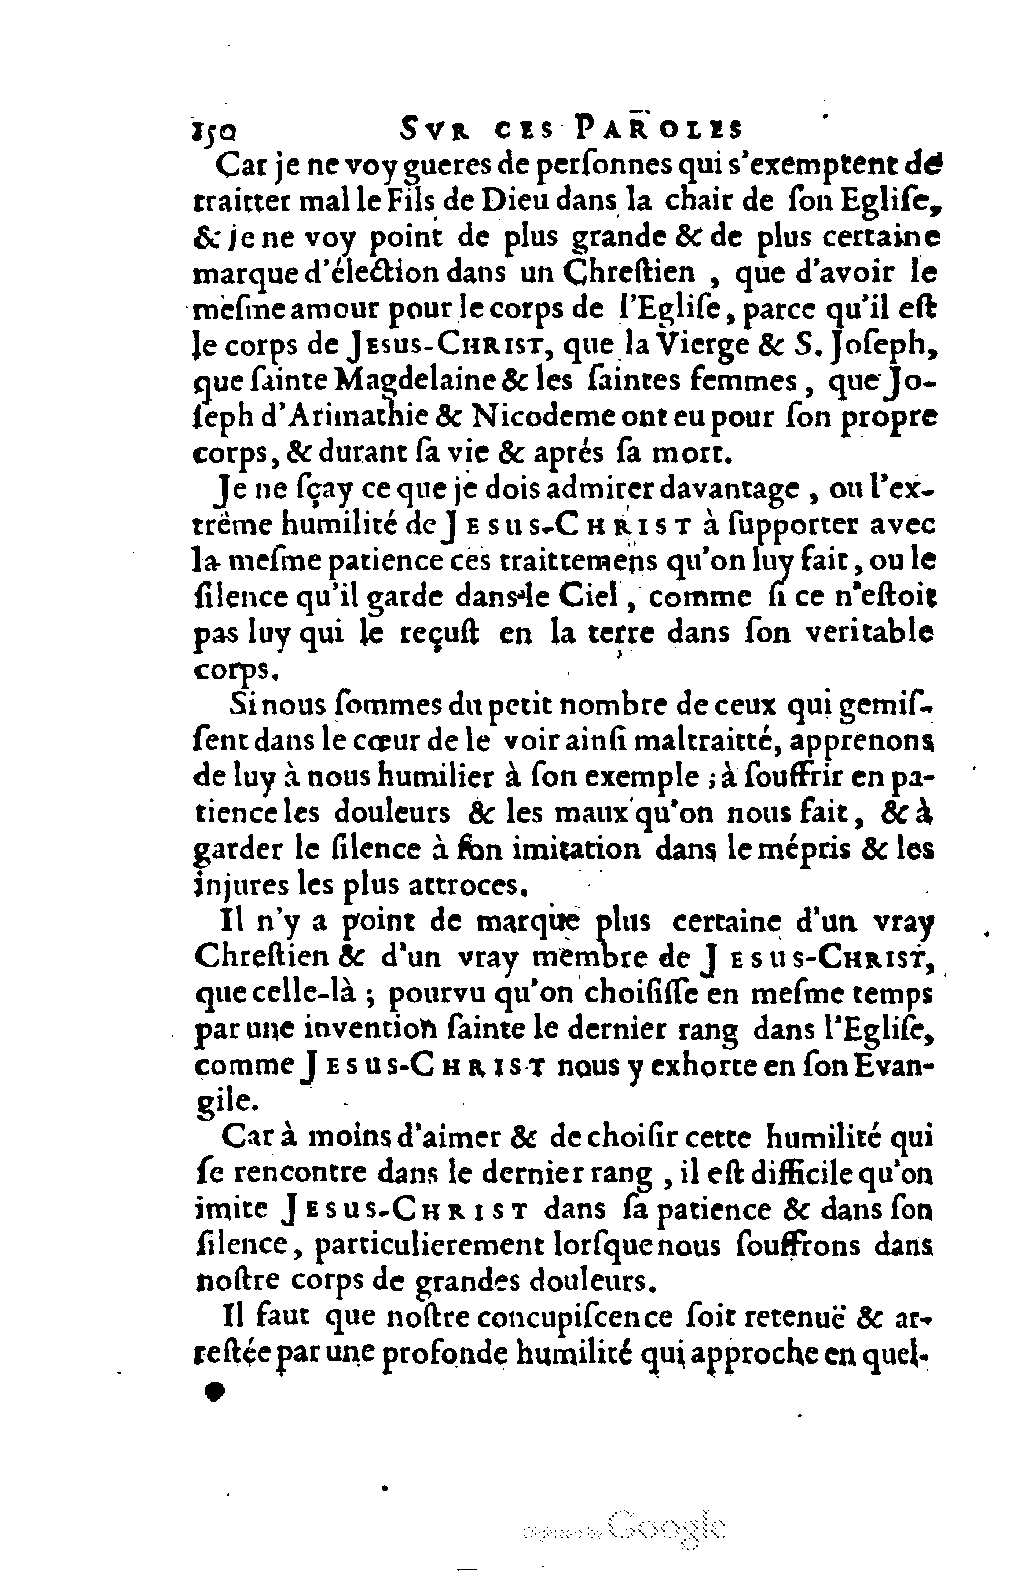 150 SVR CES PAROLES
Car je ne voy gueres de perſonnes qui s'exemptent de
traitter mal le Fils de Dieu dans la chair de ſon Egliſe,
& je ne voy point de plus grande & de plus certaine
marque d'élection dans un Chreſtien , que d'avoir le
meſme amour pour le corps de l'Egliſe, parce qu'il eſt
le corps de JESUS-CHRIST, que la Vierge & S. Joſeph,
que ſainte Magdelaine & les ſaintes femmes, que Jo-
ſeph d'Arimathie & Nicodeme ont eu pour ſon propre
corps, & durant ſa vie & aprés ſa mort.
Je ne ſçay ce que je dois admirer davantage , ou l'ex-
trême humilité de JESUS-CHRIST à ſupporter avec
la meſme patience ces traittemens qu'on luy fait, ou le
ſilence qu'il garde dans le Ciel, comme ſi ce n'eſtoit
pas luy qui le reçuſt en la terre dans ſon veritable
corps.
Si nous ſommes du petit nombre de ceux qui gemiſ-
ſent dans le cœur de le voir ainſi maltraitté, apprenons
de luy à nous humilier à ſon exemple ; à ſouffrir en pa-
tience les douleurs & les maux qu'on nous fait, & à
garder le ſilence à ſon imitation dans le mépris & les
injures les plus attroces.
Il n'y a point de marque plus certaine d'un vray
Chreſtien & d'un vray membre de JESUS-CHRIST,
que celle-là ; pourvu qu'on choiſiſſe en meſme temps
par une invention ſainte le dernier rang dans l'Egliſe,
comme JESUS-CHRIST nous y exhorte en ſon Evan-
gile.
Car à moins d'aimer & de choiſir cette humilité qui
ſe rencontre dans le dernier rang , il eſt difficile qu'on
imite JESUS-CHRIST dans ſa patience & dans ſon
ſilence, particulierement lorſque nous ſouffrons dans
noſtre corps de grandes douleurs.
Il faut que noſtre concupiſcence ſoit retenuë & ar-
reſtée par une profonde humilité qui approche en quel-
Digitized by Google